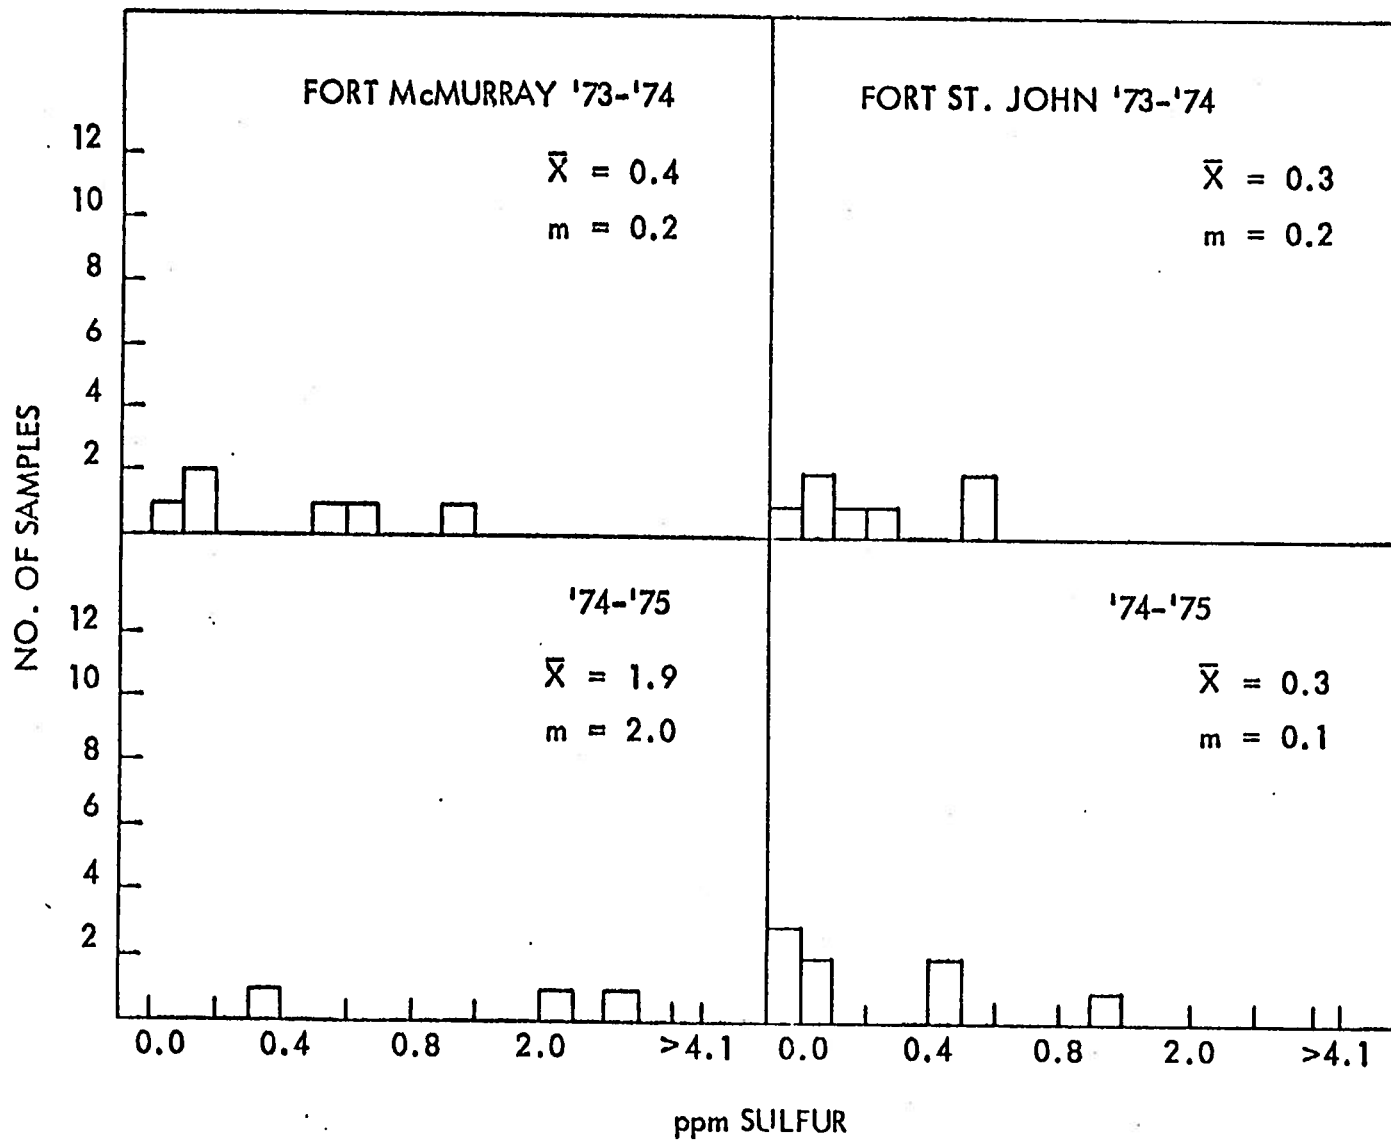 FORT McMURRAY '73-'74
X̅ = 0.4
m = 0.2
FORT ST. JOHN '73-'74
X̅ = 0.3
m = 0.2
12
10
8
6
4
2
NO. OF SAMPLES
'74-'75
X̅ = 1.9
m = 2.0
'74-'75
X̅ = 0.3
m = 0.1
12
10
8
6
4
2
0.0 0.4 0.8 2.0 >4.1 0.0 0.4 0.8 2.0 >4.1
ppm SULFUR